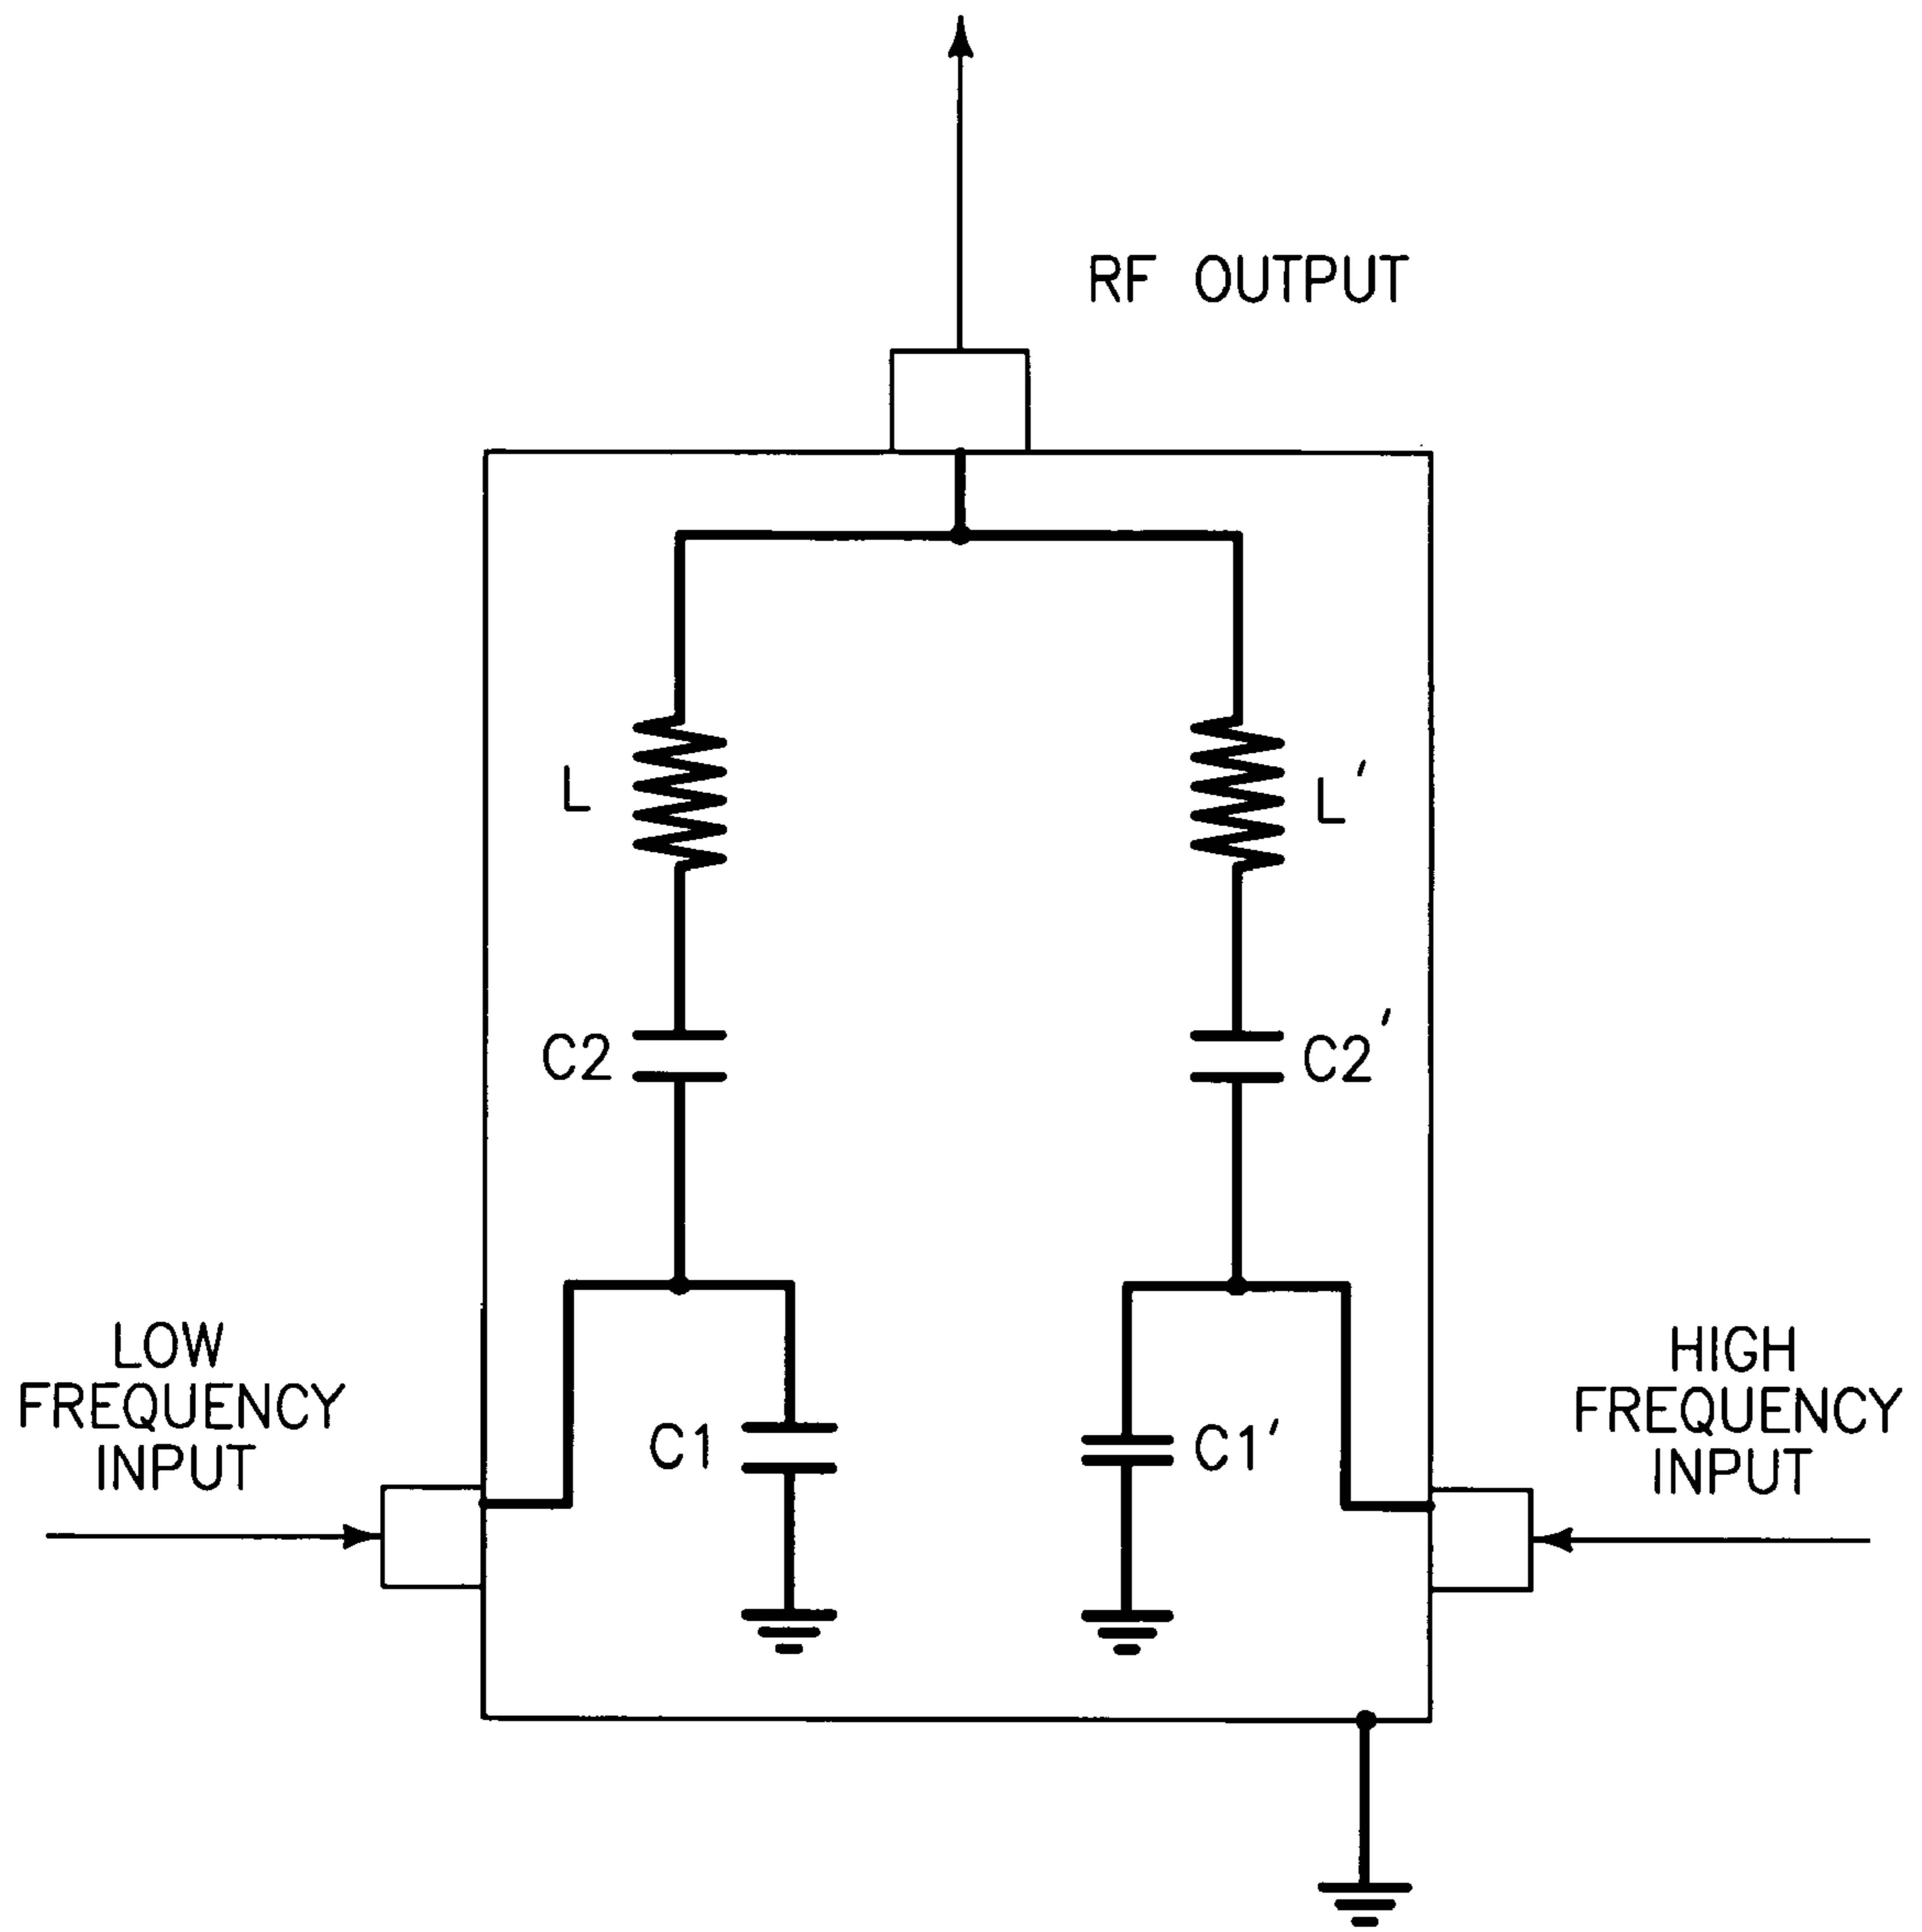 RF OUTPUT
L
L'
C2
C2'
LOW
FREQUENCY
INPUT
C1
C1'
HIGH
FREQUENCY
INPUT